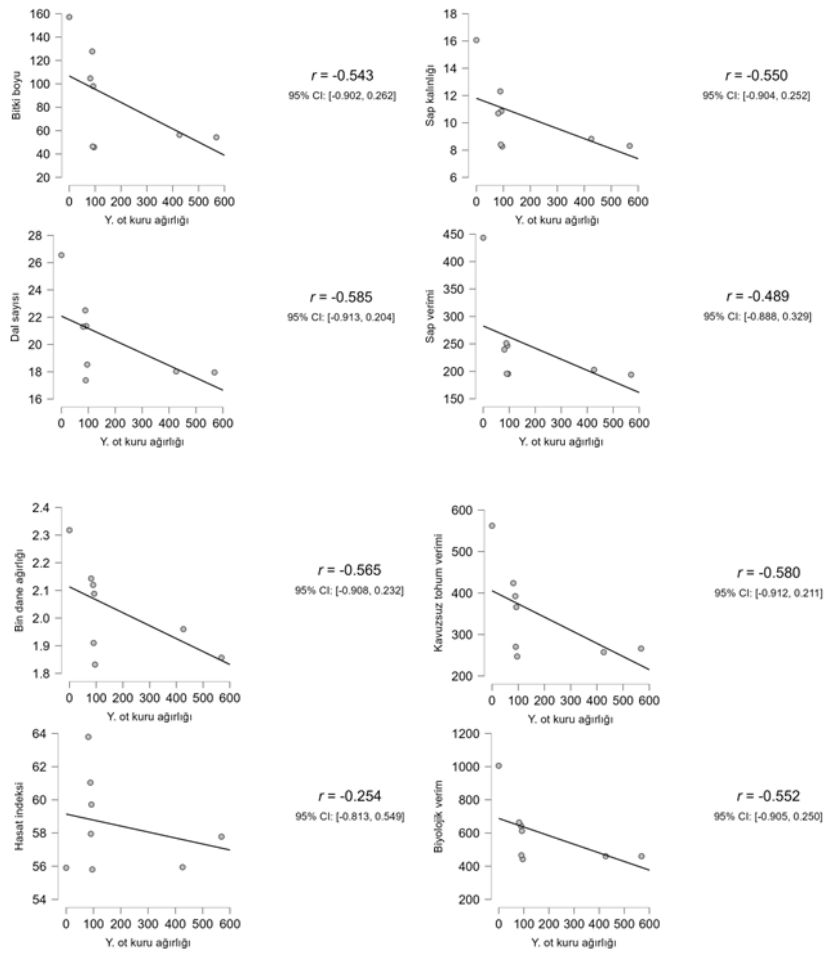 160
140
120
100
80
60
40
20
Bitki boyu
0 100 200 300 400 500 600
Y. ot kuru ağırlığı
r = -0.543
95% CI: [-0.902, 0.262]
18
16
14
12
10
8
6
Sap kalınlığı
0 100 200 300 400 500 600
Y. ot kuru ağırlığı
r = -0.550
95% CI: [-0.904, 0.252]
28
26
24
22
20
18
16
Dal sayısı
0 100 200 300 400 500 600
Y. ot kuru ağırlığı
r = -0.585
95% CI: [-0.913, 0.204]
450
400
350
300
250
200
150
Sap verimi
0 100 200 300 400 500 600
Y. ot kuru ağırlığı
r = -0.489
95% CI: [-0.888, 0.329]
2.4
2.3
2.2
2.1
2.0
1.9
1.8
Bin dane ağırlığı
0 100 200 300 400 500 600
Y. ot kuru ağırlığı
r = -0.565
95% CI: [-0.908, 0.232]
600
500
400
300
200
Kavuzsuz tohum verimi
0 100 200 300 400 500 600
Y. ot kuru ağırlığı
r = -0.580
95% CI: [-0.912, 0.211]
64
62
60
58
56
54
Hasat indeksi
0 100 200 300 400 500 600
Y. ot kuru ağırlığı
r = -0.254
95% CI: [-0.813, 0.549]
1200
1000
800
600
400
200
Biyolojik verim
0 100 200 300 400 500 600
Y. ot kuru ağırlığı
r = -0.552
95% CI: [-0.905, 0.250]